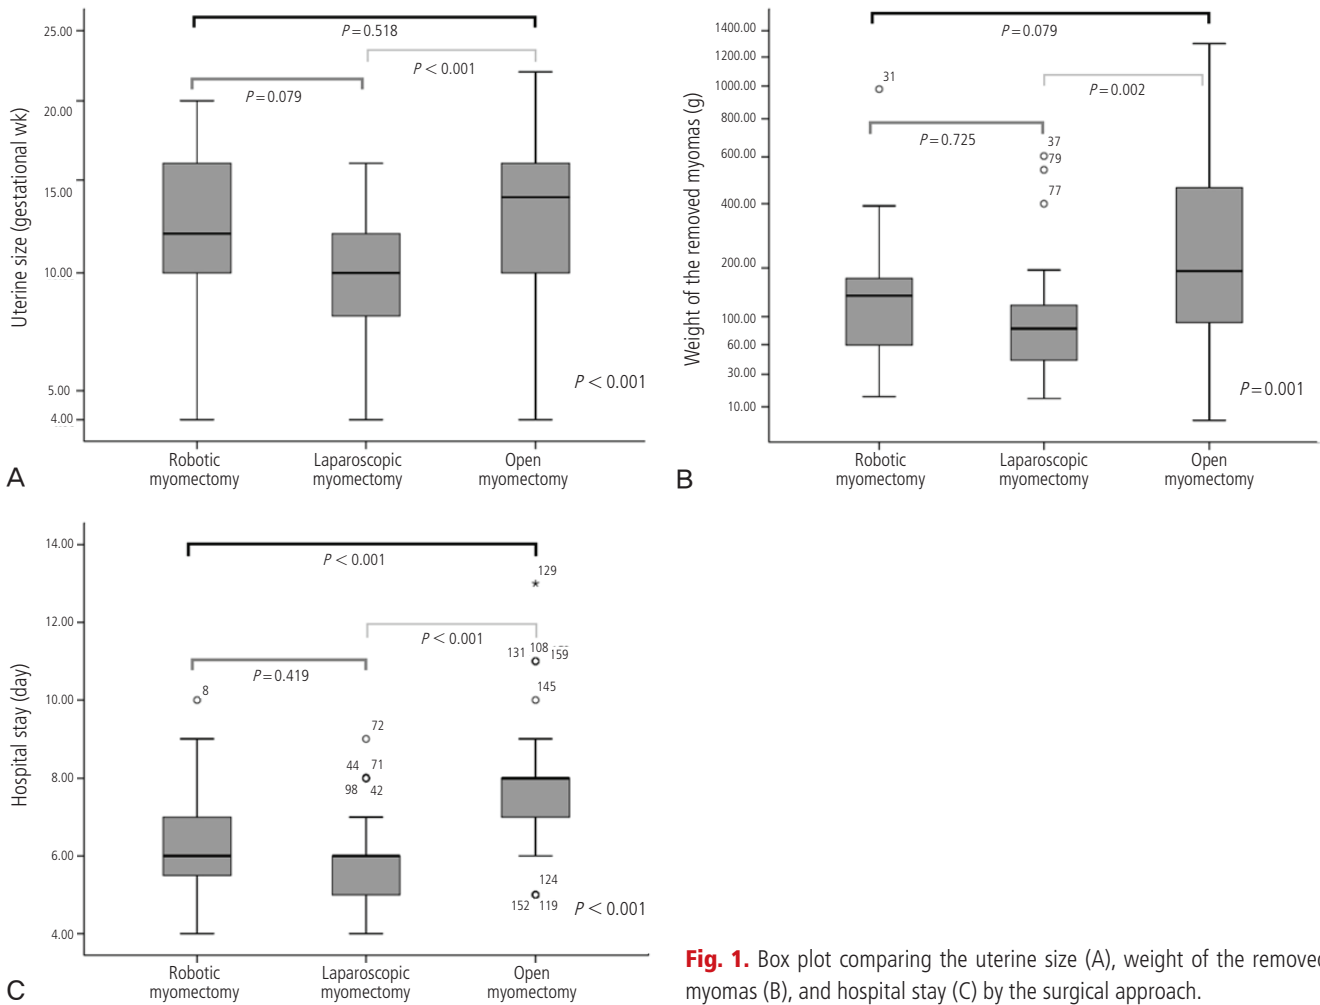 25.00
20.00
15.00
10.00
5.00
4.00
Uterine size (gestational wk)
P=0.518
P<0.001
P=0.079
P<0.001
Robotic myomectomy
Laparoscopic myomectomy
Open myomectomy
A
1400.00
1200.00
1000.00
800.00
600.00
400.00
200.00
100.00
60.00
30.00
10.00
Weight of the removed myomas (g)
P=0.079
31
P=0.002
P=0.725
37
79
77
P=0.001
Robotic myomectomy
Laparoscopic myomectomy
Open myomectomy
B
14.00
12.00
10.00
8.00
6.00
4.00
Hospital stay (day)
P<0.001
129
P<0.001
131 108 159
P=0.419
8
145
72
44 71
98 42
124
152 119
P<0.001
Robotic myomectomy
Laparoscopic myomectomy
Open myomectomy
C
Fig. 1. Box plot comparing the uterine size (A), weight of the removed
myomas (B), and hospital stay (C) by the surgical approach.